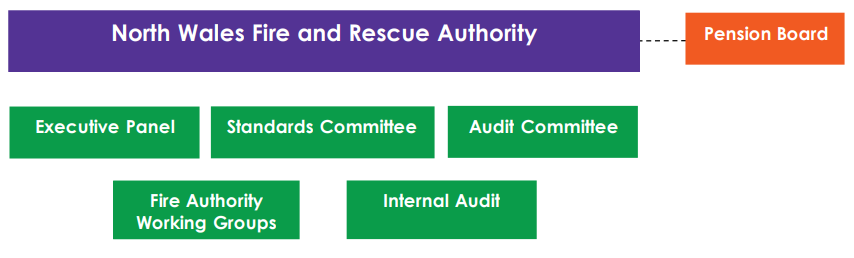 North Wales Fire and Rescue Authority
Pension Board
Executive Panel
Standards Committee
Audit Committee
Fire Authority
Working Groups
Internal Audit